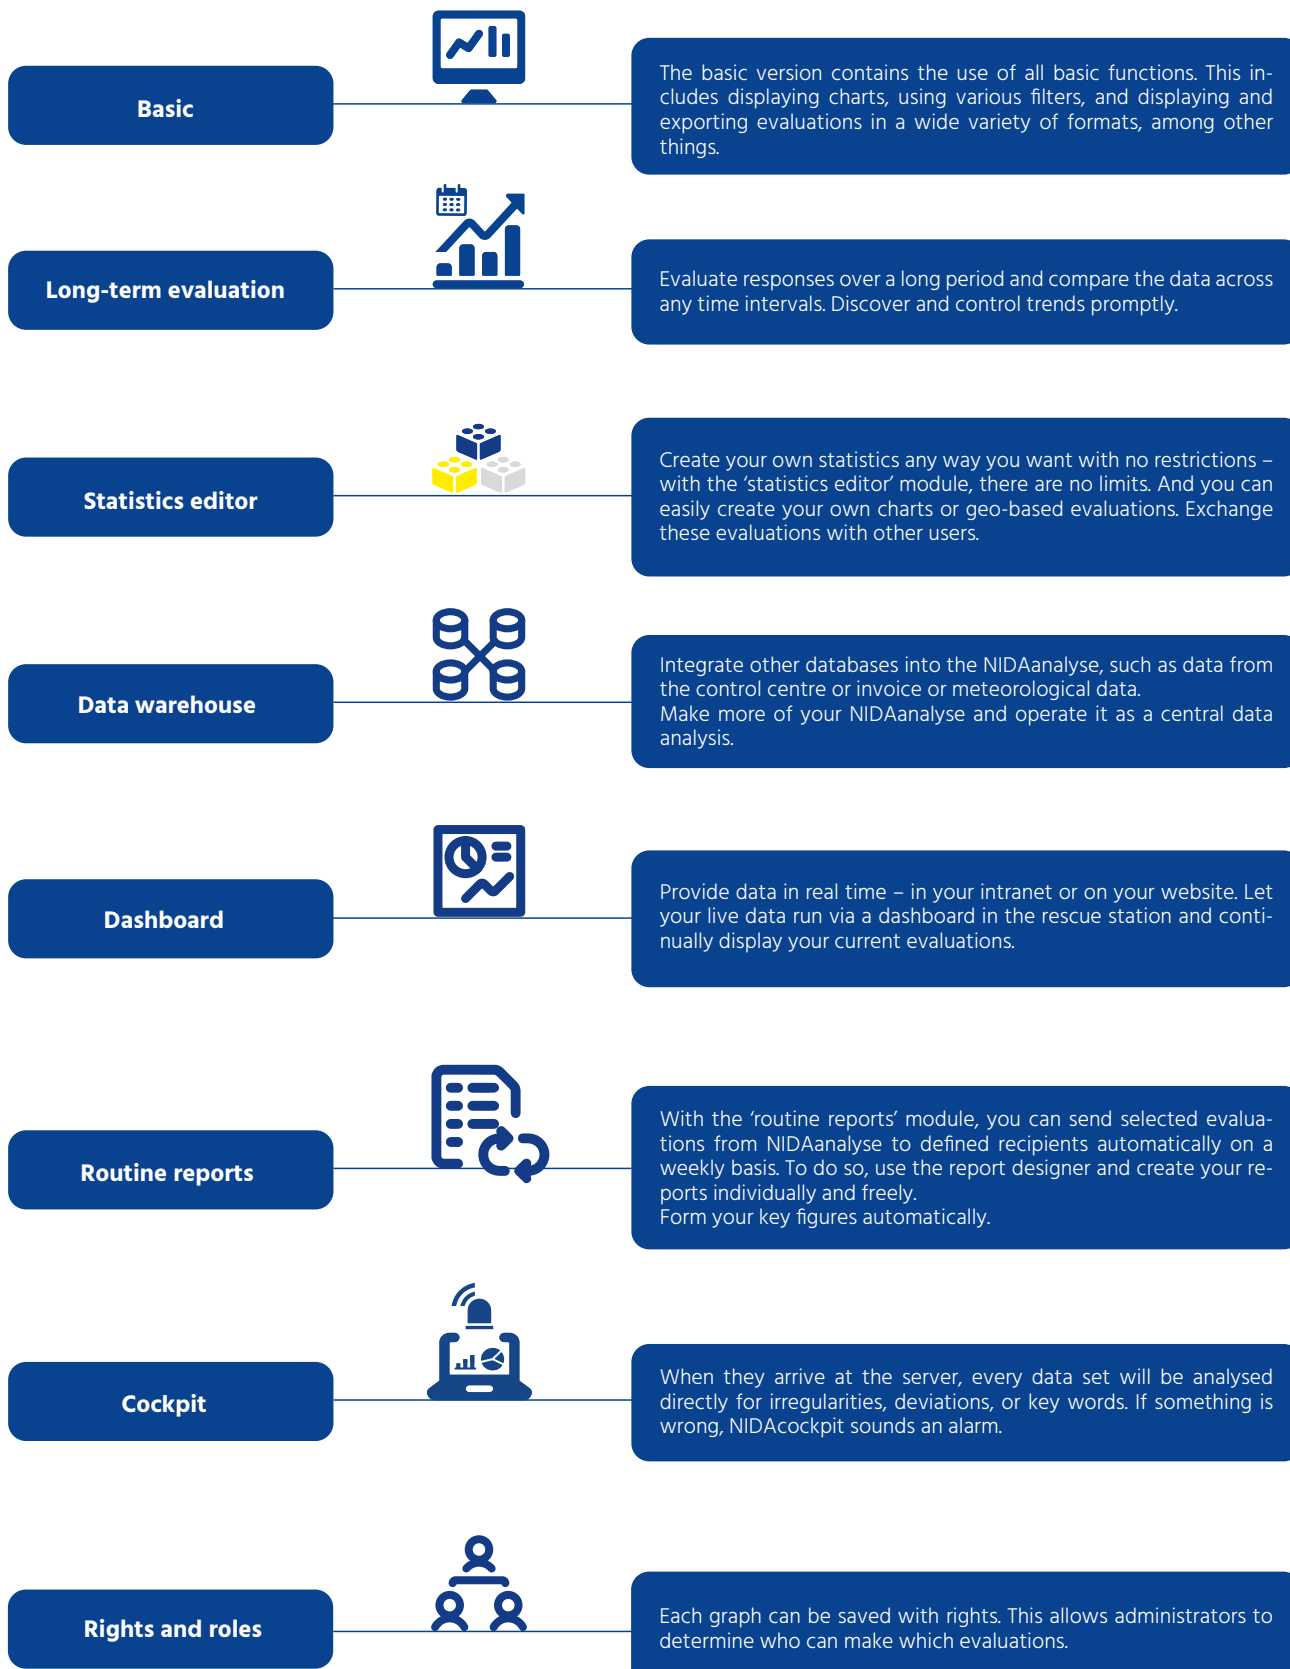 Basic
The basic version contains the use of all basic functions. This in-
cludes displaying charts, using various filters, and displaying and
exporting evaluations in a wide variety of formats, among other
things.
Long-term evaluation
Evaluate responses over a long period and compare the data across
any time intervals. Discover and control trends promptly.
Statistics editor
Create your own statistics any way you want with no restrictions –
with the ‘statistics editor’ module, there are no limits. And you can
easily create your own charts or geo-based evaluations. Exchange
these evaluations with other users.
Data warehouse
Integrate other databases into the NIDAanalyse, such as data from
the control centre or invoice or meteorological data.
Make more of your NIDAanalyse and operate it as a central data
analysis.
Dashboard
Provide data in real time – in your intranet or on your website. Let
your live data run via a dashboard in the rescue station and conti-
nually display your current evaluations.
Routine reports
With the ‘routine reports’ module, you can send selected evalua-
tions from NIDAanalyse to defined recipients automatically on a
weekly basis. To do so, use the report designer and create your re-
ports individually and freely.
Form your key figures automatically.
Cockpit
When they arrive at the server, every data set will be analysed
directly for irregularities, deviations, or key words. If something is
wrong, NIDAcockpit sounds an alarm.
Rights and roles
Each graph can be saved with rights. This allows administrators to
determine who can make which evaluations.